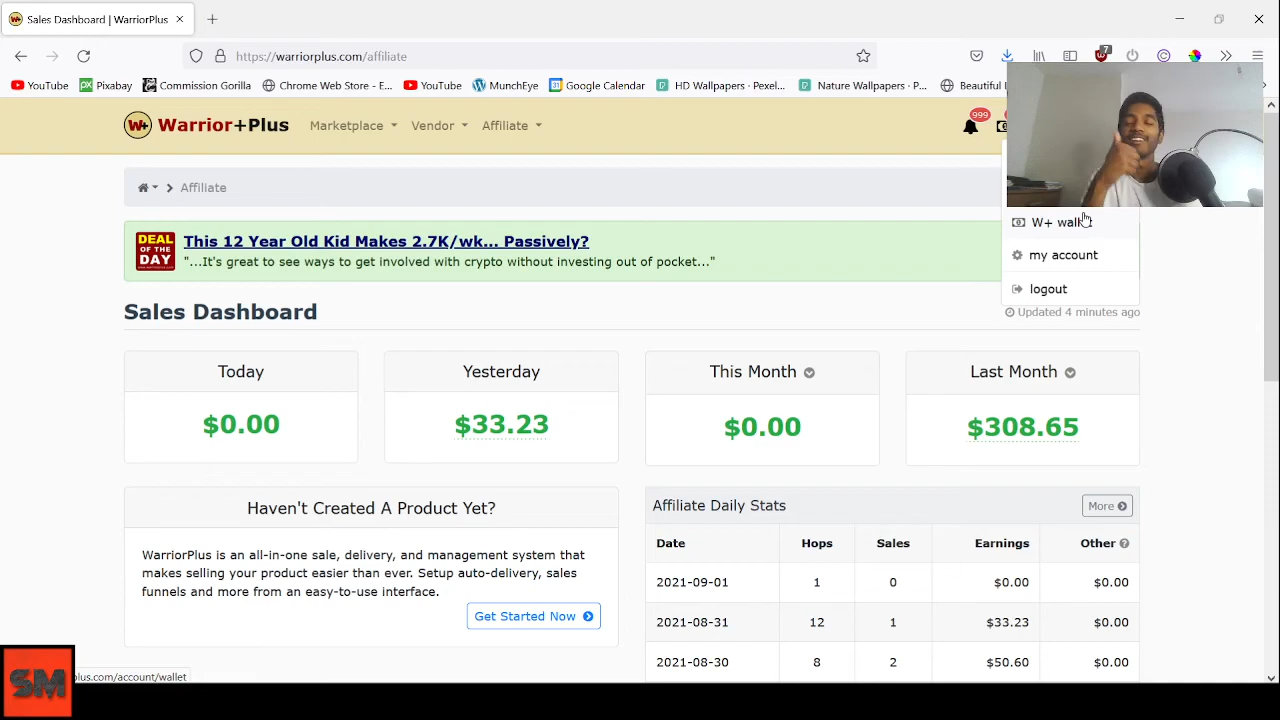 Sales Dashboard | WarriorPlus
https://warriorplus.com/affiliate
7
YouTube Pixabay Commission Gorilla Chrome Web Store - E... YouTube MunchEye Google Calendar HD Wallpapers - Pexel... Nature Wallpapers - P... Beautiful
W+ Warrior+Plus Marketplace Vendor Affiliate 999
Affiliate
W+ wallet
my account
logout
DEAL OF THE DAY
This 12 Year Old Kid Makes 2.7K/wk... Passively?
"...It's great to see ways to get involved with crypto without investing out of pocket..."
Sales Dashboard
Updated 4 minutes ago
Today Yesterday This Month Last Month
$0.00 $33.23 $0.00 $308.65
Haven't Created A Product Yet?
WarriorPlus is an all-in-one sale, delivery, and management system that
makes selling your product easier than ever. Setup auto-delivery, sales
funnels and more from an easy-to-use interface.
Get Started Now
Affiliate Daily Stats More
Date Hops Sales Earnings Other
2021-09-01 1 0 $0.00 $0.00
2021-08-31 12 1 $33.23 $0.00
2021-08-30 8 2 $50.60 $0.00
plus.com/account/wallet
SM